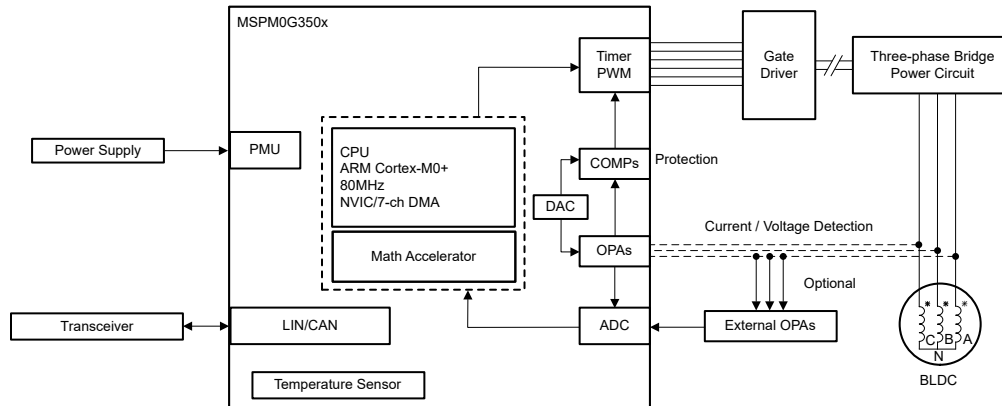 MSPM0G350x
Timer
PWM
Gate
Driver
Three-phase Bridge
Power Circuit
Power Supply
PMU
CPU
ARM Cortex-M0+
80MHz
NVIC/7-ch DMA
COMPs
Protection
DAC
Current / Voltage Detection
OPAs
Math Accelerator
Optional
Transceiver
LIN/CAN
ADC
External OPAs
* * *
C B A
N
BLDC
Temperature Sensor